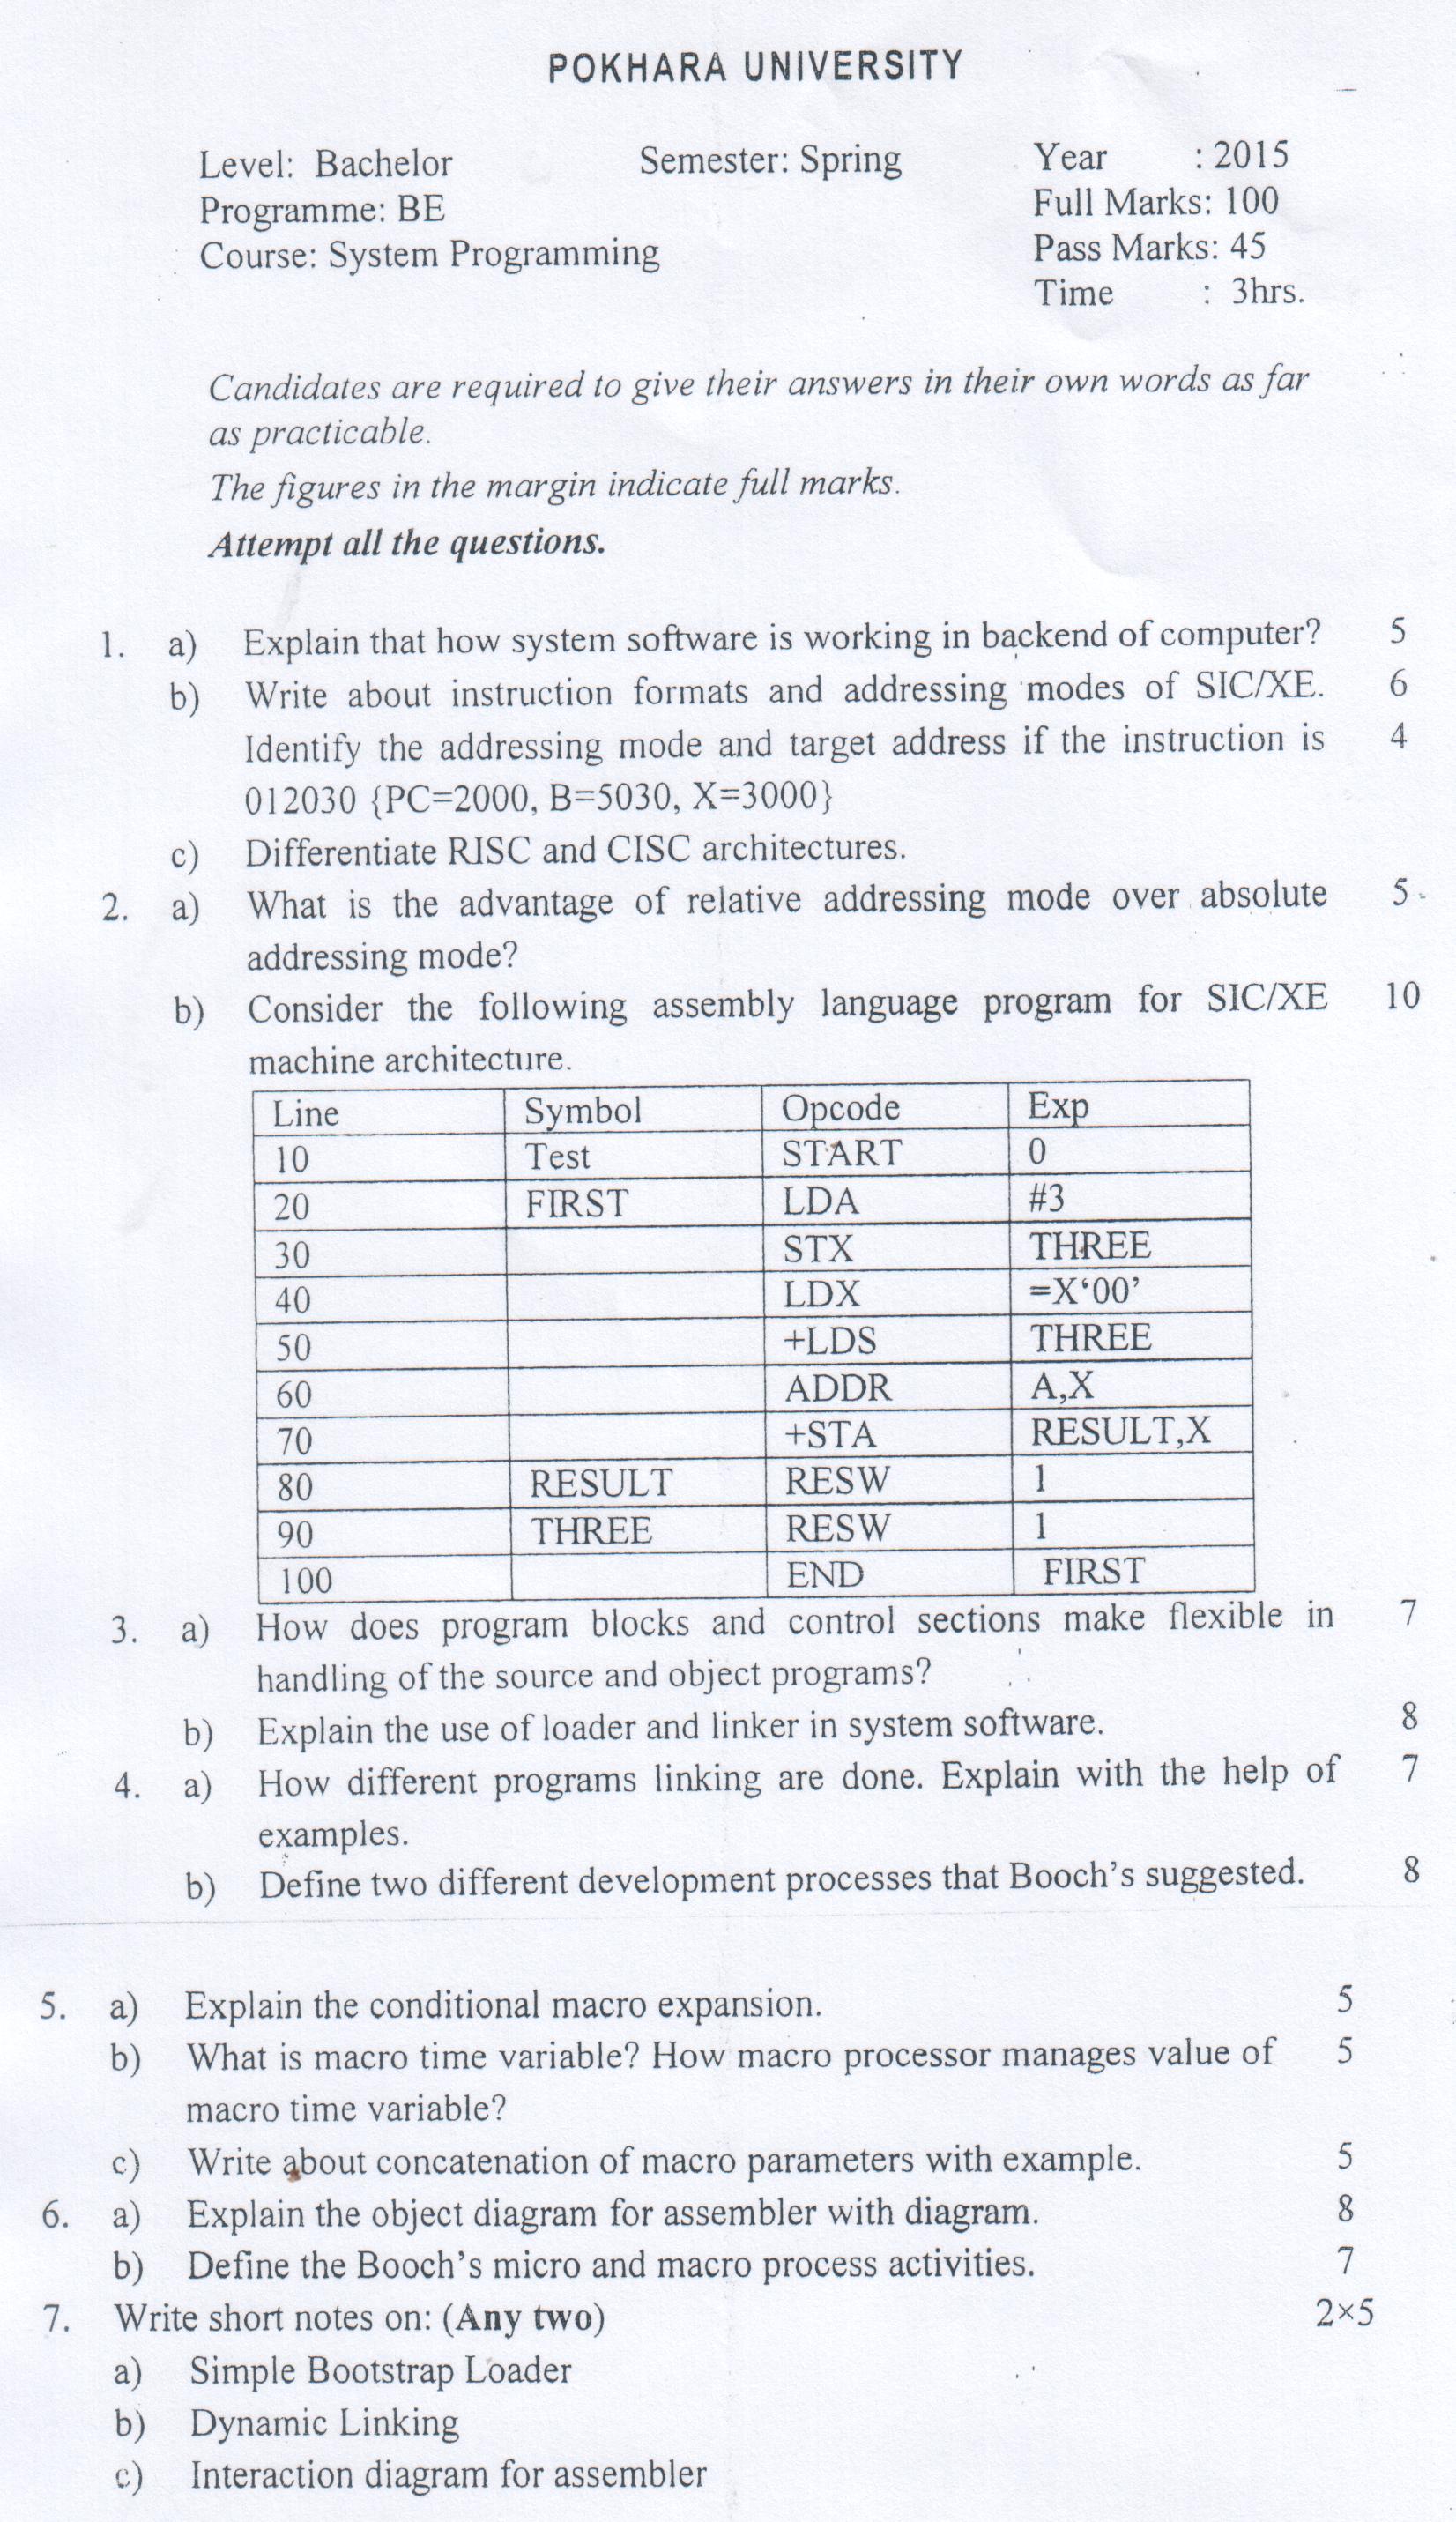 POKHARA UNIVERSITY
Level: Bachelor Semester: Spring Year : 2015
Programme: BE Full Marks: 100
Course: System Programming Pass Marks: 45
Time : 3hrs.
Candidates are required to give their answers in their own words as far
as practicable.
The figures in the margin indicate full marks.
Attempt all the questions.
1. a) Explain that how system software is working in backend of computer? 5
b) Write about instruction formats and addressing modes of SIC/XE. 6
Identify the addressing mode and target address if the instruction is 4
012030 {PC=2000, B=5030, X=3000}
c) Differentiate RISC and CISC architectures.
2. a) What is the advantage of relative addressing mode over absolute 5
addressing mode?
b) Consider the following assembly language program for SIC/XE 10
machine architecture.
Line Symbol Opcode Exp
10 Test START 0
20 FIRST LDA #3
30 STX THREE
40 LDX =X‘00’
50 +LDS THREE
60 ADDR A,X
70 +STA RESULT,X
80 RESULT RESW 1
90 THREE RESW 1
100 END FIRST
3. a) How does program blocks and control sections make flexible in 7
handling of the source and object programs?
b) Explain the use of loader and linker in system software. 8
4. a) How different programs linking are done. Explain with the help of 7
examples.
b) Define two different development processes that Booch’s suggested. 8
5. a) Explain the conditional macro expansion. 5
b) What is macro time variable? How macro processor manages value of 5
macro time variable?
c) Write about concatenation of macro parameters with example. 5
6. a) Explain the object diagram for assembler with diagram. 8
b) Define the Booch’s micro and macro process activities. 7
7. Write short notes on: (Any two) 2×5
a) Simple Bootstrap Loader
b) Dynamic Linking
c) Interaction diagram for assembler